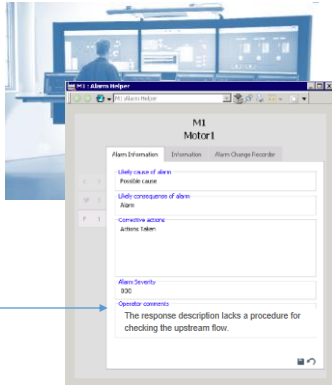 M1 : Alarm Helper
M1 Alarm Helper
M1
Motor1
Alarm Information Information Alarm Change Recorder
Likely cause of alarm
Possible cause
Likely consequence of alarm
Alarm
Corrective actions
Actions Taken
Alarm Severity
Operator comments
The response description lacks a procedure for
checking the upstream flow.